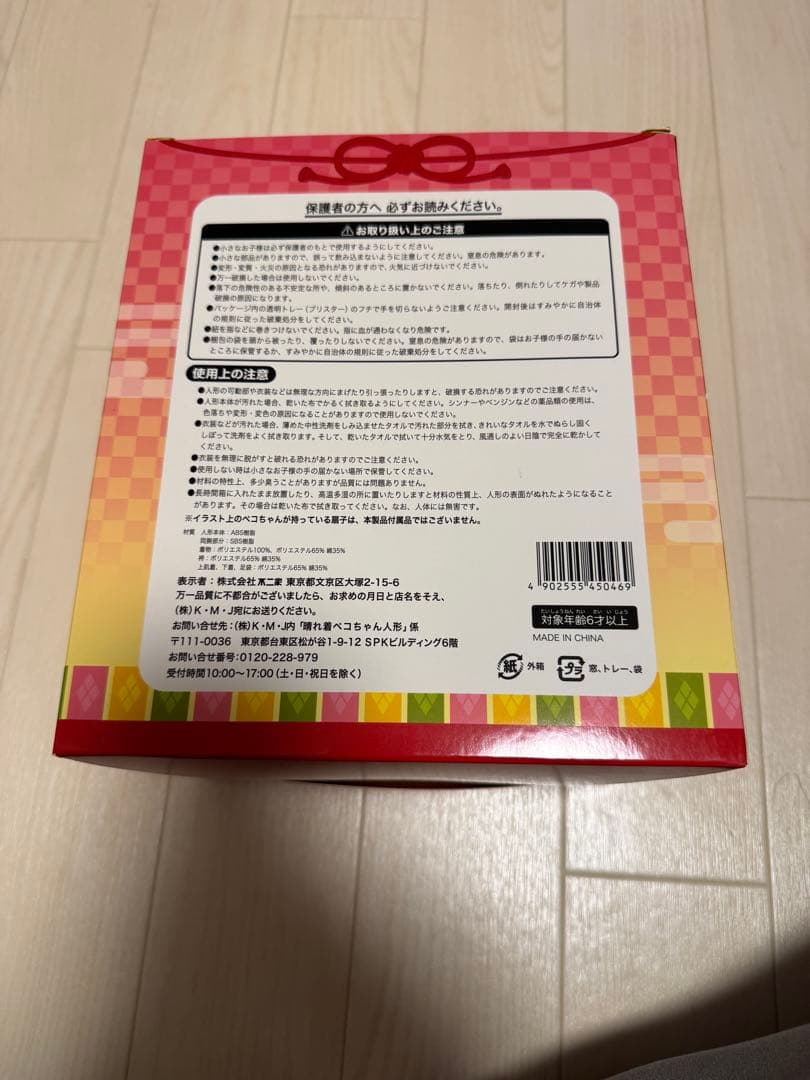 保護者の方へ 必ずお読みください。
⚠お取り扱い上のご注意
●小さなお子様は必ず保護者のもとで使用するようにしてください。
●小さな部品がありますので、誤って飲み込まないように注意してください。窒息の危険があります。
●変形・変質・火災の原因となる恐れがありますので、火気に近づけないでください。
●万一破損した場合は使用しないでください。
●落下の危険性のある不安定な所や、傾斜のあるところに置かないでください。落ちたり、倒れたりしてケガや製品
破損の原因になります。
●パッケージ内の透明トレー(ブリスター)のフチで手を切らないようご注意ください。開封後はすみやかに自治体
の規則に従った破棄処分をしてください。
●紐を指などに巻きつけないでください。指に血が通わなくなり危険です。
●梱包の袋を頭から被ったり、覆ったりしないでください。窒息の危険がありますので、袋はお子様の手の届かない
ところに保管するか、すみやかに自治体の規則に従った破棄処分をしてください。
使用上の注意
●人形の可動部や衣装などは無理な方向にまげたり引っ張ったりしますと、破損する恐れがありますのでご注意ください。
●人形本体が汚れた場合、乾いた布でかるく拭き取るようにしてください。シンナーやベンジンなどの薬品類の使用は、
色落ちや変形・変色の原因になることがありますので使用しないでください。
●衣装などが汚れた場合、薄めた中性洗剤をしみ込ませたタオルで汚れた部分を拭き、きれいなタオルを水でぬらし固く
しぼって洗剤をよく拭き取ります。そして、乾いたタオルで拭いて十分水気をとり、風通しのよい日陰で完全に乾かして
ください。
●衣装を無理に脱がすと破れる恐れがありますのでご注意ください。
●使用しない時は小さなお子様の手の届かない場所で保管してください。
●材料の特性上、多少臭うことがありますが品質には問題ありません。
●長時間箱に入れたまま放置したり、高温多湿の所に置いたりしますと材料の性質上、人形の表面がぬれたようになること
があります。その場合は乾いた布で拭き取ってください。なお、人体には無害です。
※イラスト上のペコちゃんが持っている扇子は、本製品付属品ではございません。
材質 人形本体:ABS樹脂
間接部分:SBS樹脂
着物:ポリエステル100%、ポリエステル65% 綿35%
袴:ポリエステル65% 綿35%
上肌着、下着、足袋:ポリエステル65% 綿35%
表示者:株式会社 不二家 東京都文京区大塚2-15-6
万一品質に不都合がございましたら、お求めの月日と店名をそえ、
(株)K・M・J宛にお送りください。
お問い合せ先:(株)K・M・J内「晴れ着ペコちゃん人形」係
〒111-0036 東京都台東区松が谷1-9-12 SPKビルディング6階
お問い合せ番号:0120-228-979
受付時間10:00〜17:00(土・日・祝日を除く)
4 902555 450469
たいしょうねんれい さいいじょう
対象年齢6才以上
MADE IN CHINA
紙 外箱
プラ 窓、トレー、袋